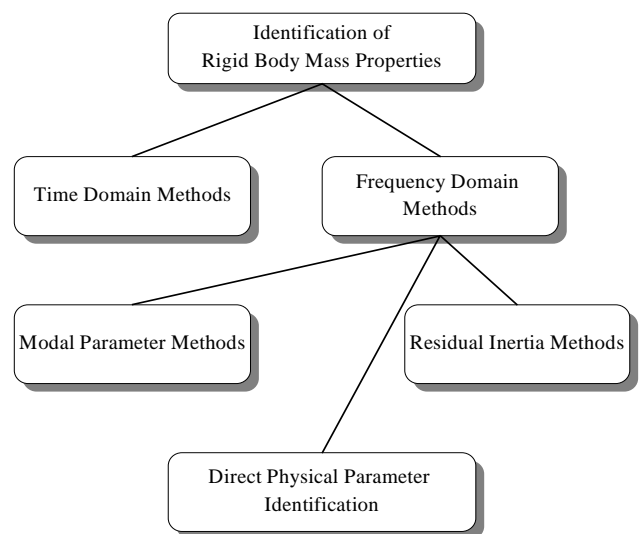 Identification of
Rigid Body Mass Properties
Time Domain Methods
Frequency Domain
Methods
Modal Parameter Methods
Residual Inertia Methods
Direct Physical Parameter
Identification